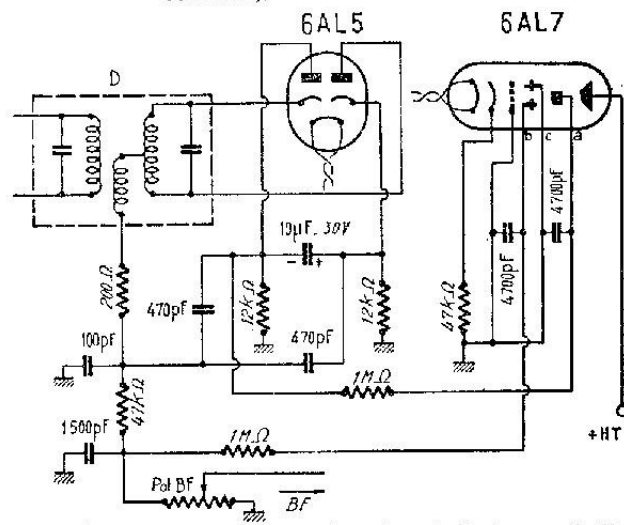 6AL5
6AL7
D
b c a
10µF. 30V
4700pF
4700pF
200Ω
470pF
12kΩ
12kΩ
47kΩ
100pF
470pF
1MΩ
47kΩ
+HT
1500pF
1M.Ω
Pot BF
BF